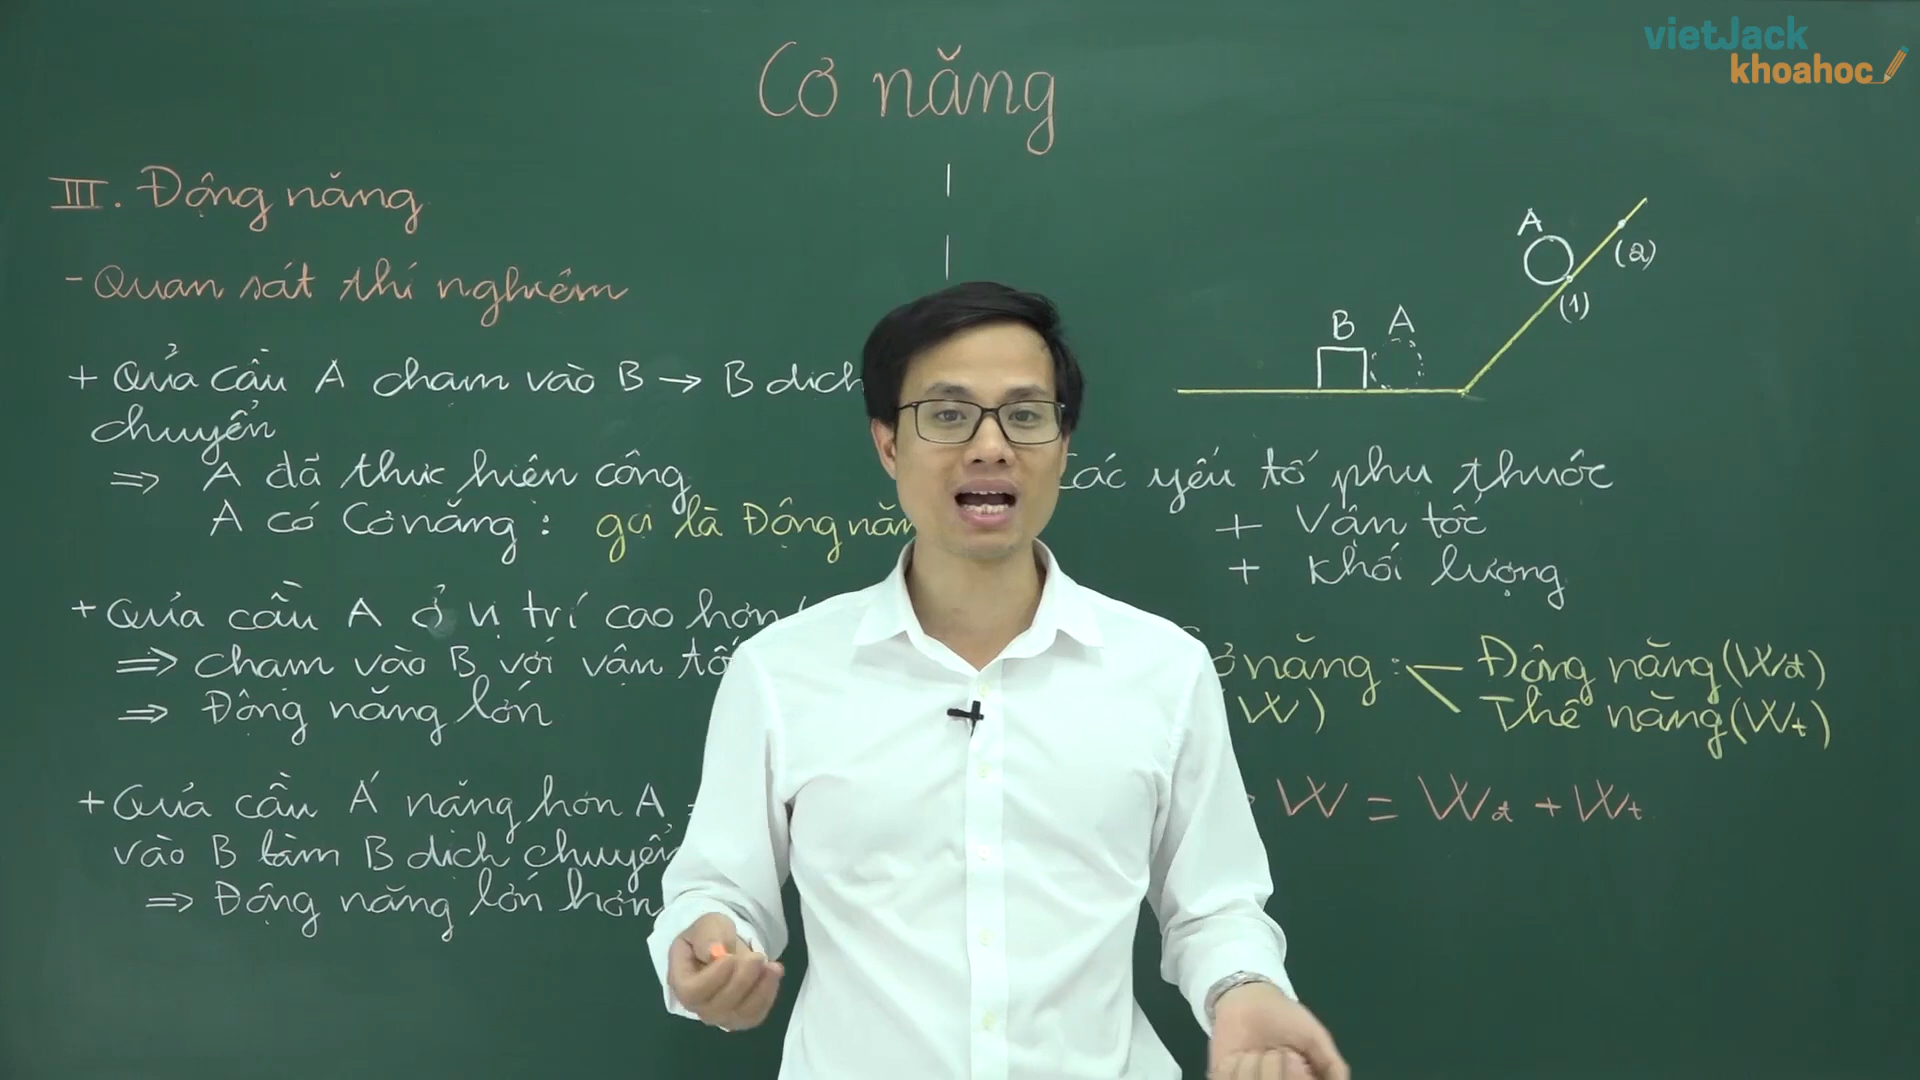 vietJack
khoahoc
Cơ năng
III. Động năng
- Quan sát thí nghiệm
+ Quả cầu A chạm vào B → B dịch
chuyển
⇒ A đã thực hiện công
A có Cơ năng : gọi là Động năn
+ Quả cầu A ở vị trí cao hơn
⇒ chạm vào B với vận tố
⇒ Động năng lớn
+ Quả cầu A' nặng hơn A
vào B làm B dịch chuyển
⇒ Động năng lớn hơn
A
(2)
(1)
B A
Các yếu tố phụ thuộc
+ Vận tốc
+ Khối lượng
ơ năng : Động năng (Wđ)
(W) Thế năng (Wt)
W = Wđ + Wt